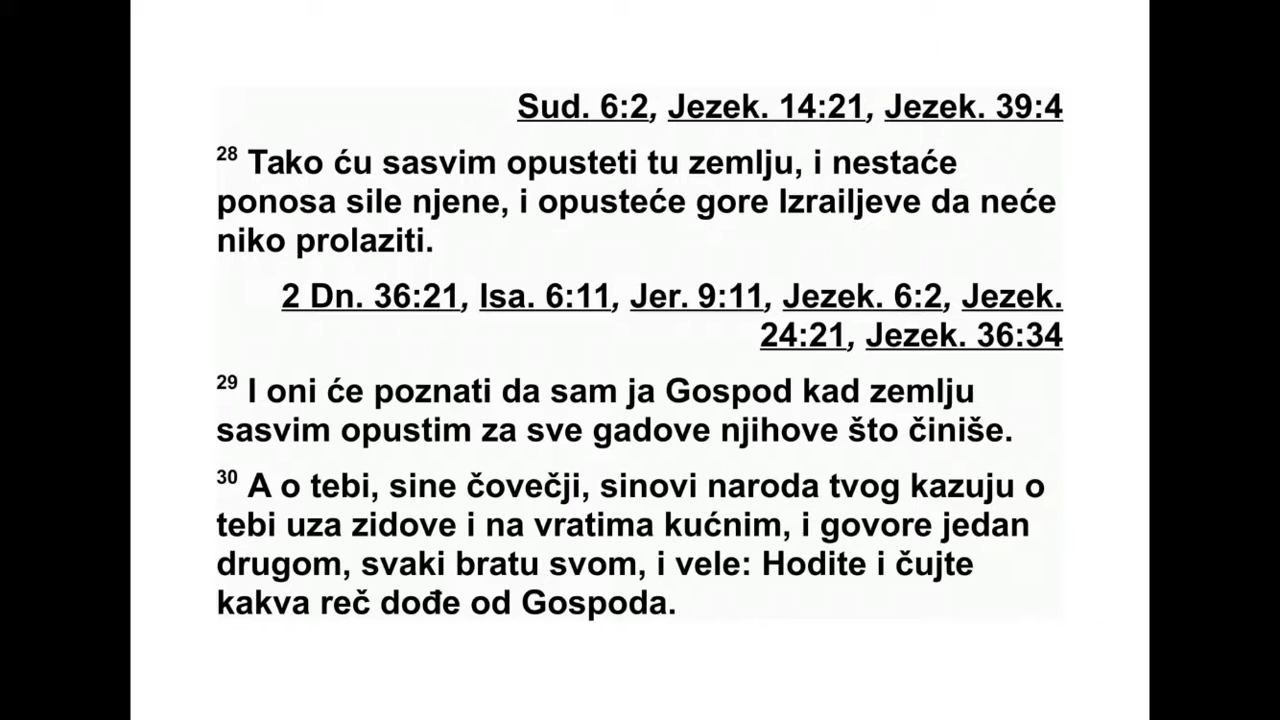 Sud. 6:2, Jezek. 14:21, Jezek. 39:4
28 Tako ću sasvim opusteti tu zemlju, i nestaće
ponosa sile njene, i opusteće gore Izrailjeve da neće
niko prolaziti.
2 Dn. 36:21, Isa. 6:11, Jer. 9:11, Jezek. 6:2, Jezek.
24:21, Jezek. 36:34
29 I oni će poznati da sam ja Gospod kad zemlju
sasvim opustim za sve gadove njihove što činiše.
30 A o tebi, sine čovečji, sinovi naroda tvog kazuju o
tebi uza zidove i na vratima kućnim, i govore jedan
drugom, svaki bratu svom, i vele: Hodite i čujte
kakva reč dođe od Gospoda.